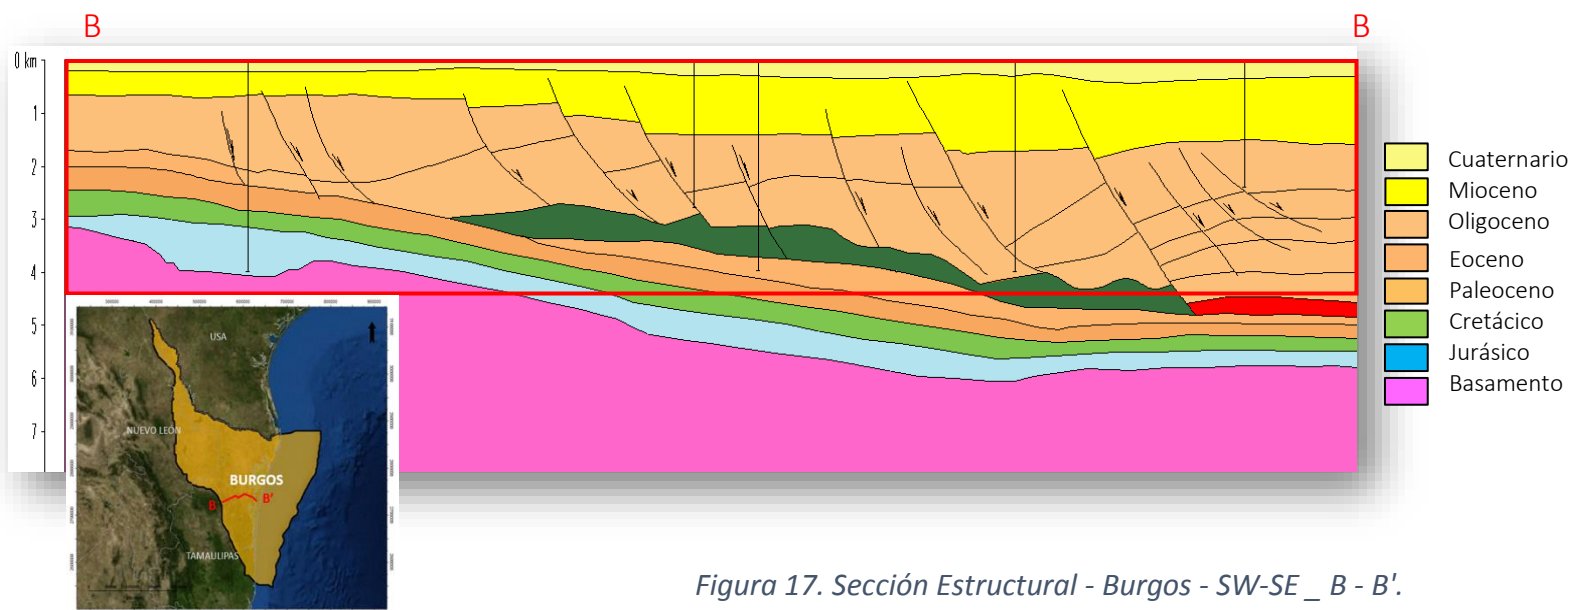 B
B
0 km
1
2
3
4
5
6
7
Cuaternario
Mioceno
Oligoceno
Eoceno
Paleoceno
Cretácico
Jurásico
Basamento
USA
NUEVO LEÓN
BURGOS
B
B'
TAMAULIPAS
Figura 17. Sección Estructural - Burgos - SW-SE _ B - B'.